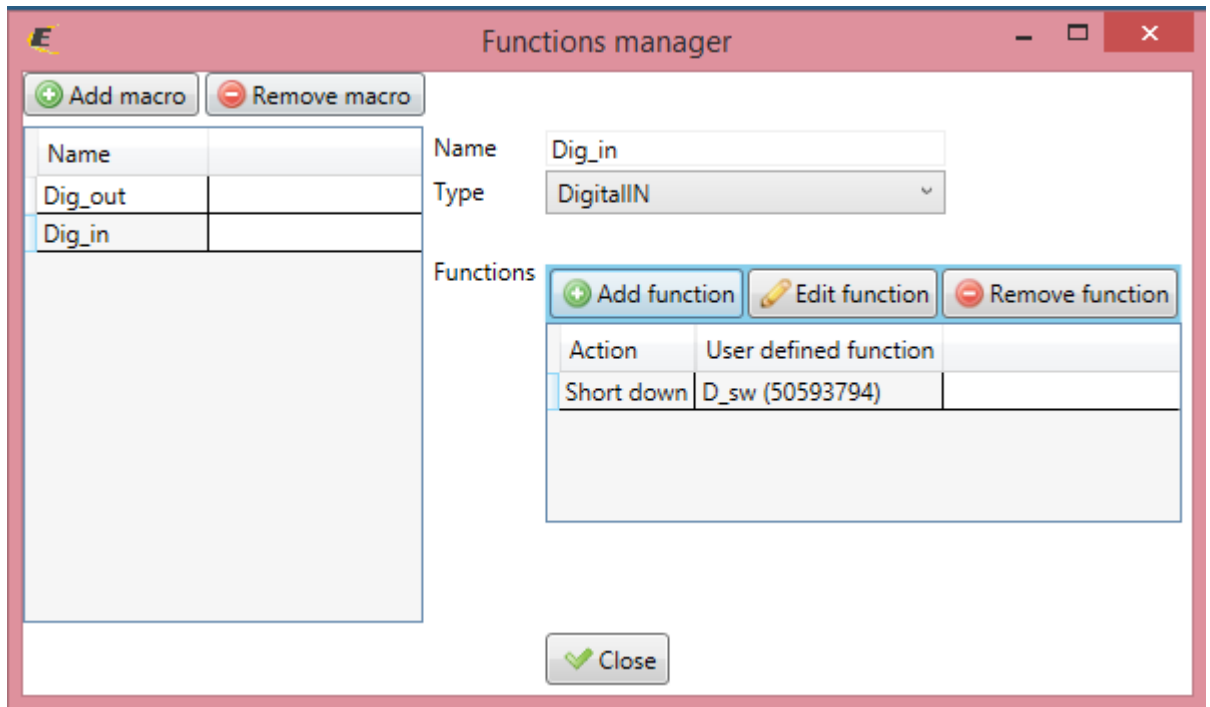 Functions manager
Add macro Remove macro
Name
Dig_out
Dig_in
Name Dig_in
Type DigitalIN
Functions
Add function Edit function Remove function
Action User defined function
Short down D_sw (50593794)
Close